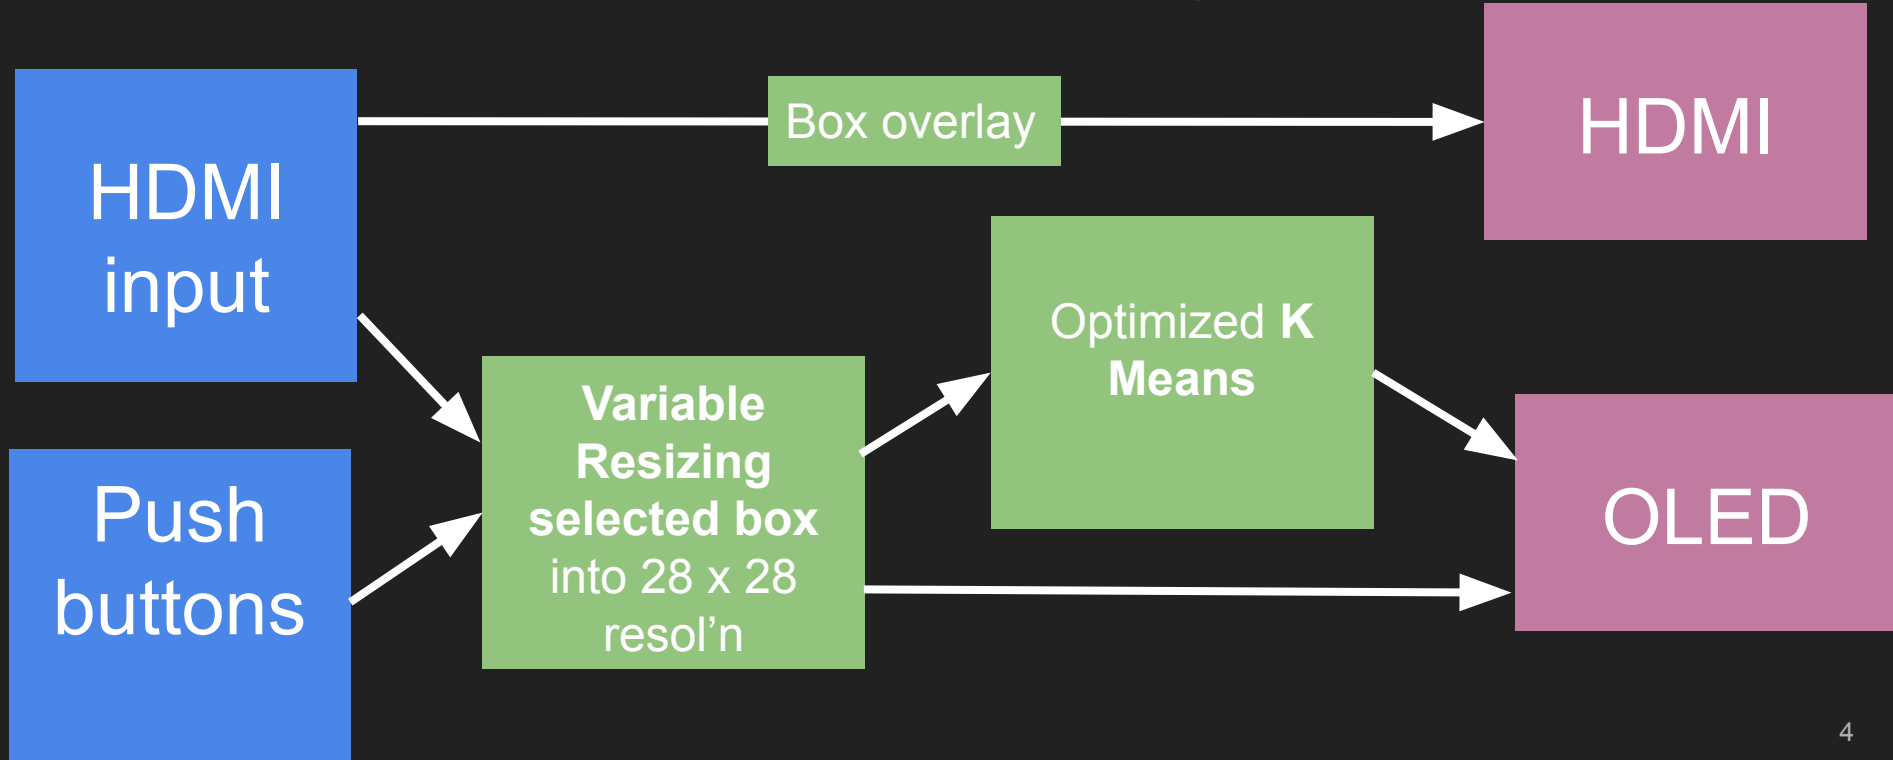 HDMI
input
Box overlay
HDMI
Optimized K
Means
Variable
Resizing
selected box
into 28 x 28
resol’n
Push
buttons
OLED
4